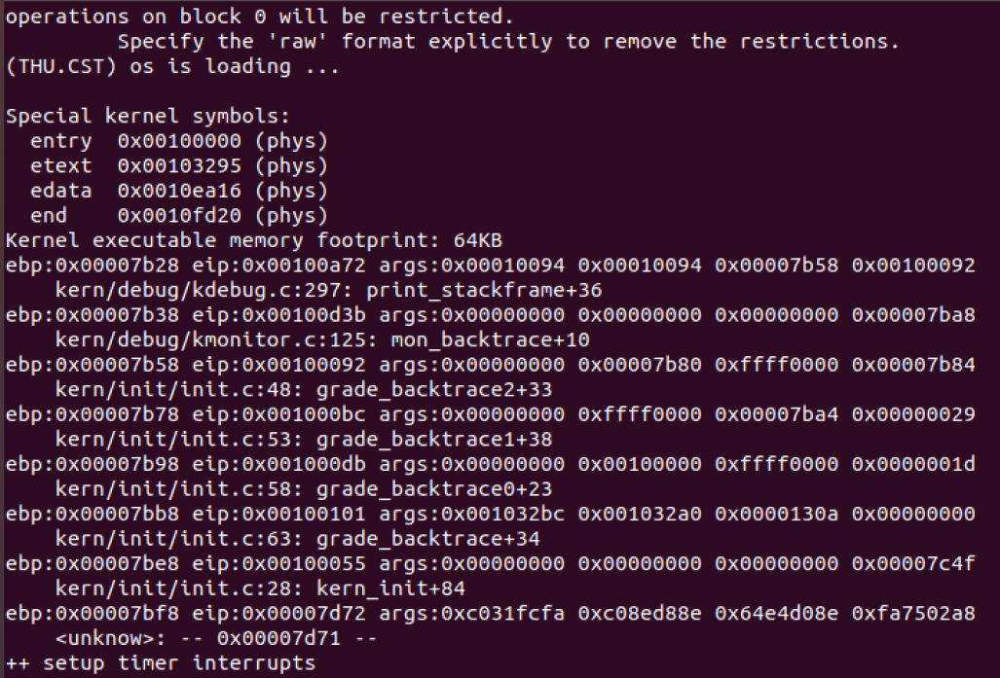 operations on block 0 will be restricted.
Specify the 'raw' format explicitly to remove the restrictions.
(THU.CST) os is loading ...
Special kernel symbols:
entry  0x00100000 (phys)
etext  0x00103295 (phys)
edata  0x0010ea16 (phys)
end    0x0010fd20 (phys)
Kernel executable memory footprint: 64KB
ebp:0x00007b28 eip:0x00100a72 args:0x00010094 0x00010094 0x00007b58 0x00100092
kern/debug/kdebug.c:297: print_stackframe+36
ebp:0x00007b38 eip:0x00100d3b args:0x00000000 0x00000000 0x00000000 0x00007ba8
kern/debug/kmonitor.c:125: mon_backtrace+10
ebp:0x00007b58 eip:0x00100092 args:0x00000000 0x00007b80 0xffff0000 0x00007b84
kern/init/init.c:48: grade_backtrace2+33
ebp:0x00007b78 eip:0x001000bc args:0x00000000 0xffff0000 0x00007ba4 0x00000029
kern/init/init.c:53: grade_backtrace1+38
ebp:0x00007b98 eip:0x001000db args:0x00000000 0x00100000 0xffff0000 0x0000001d
kern/init/init.c:58: grade_backtrace0+23
ebp:0x00007bb8 eip:0x00100101 args:0x001032bc 0x001032a0 0x0000130a 0x00000000
kern/init/init.c:63: grade_backtrace+34
ebp:0x00007be8 eip:0x00100055 args:0x00000000 0x00000000 0x00000000 0x00007c4f
kern/init/init.c:28: kern_init+84
ebp:0x00007bf8 eip:0x00007d72 args:0xc031fcfa 0xc08ed88e 0x64e4d08e 0xfa7502a8
<unknow>: -- 0x00007d71 --
++ setup timer interrupts